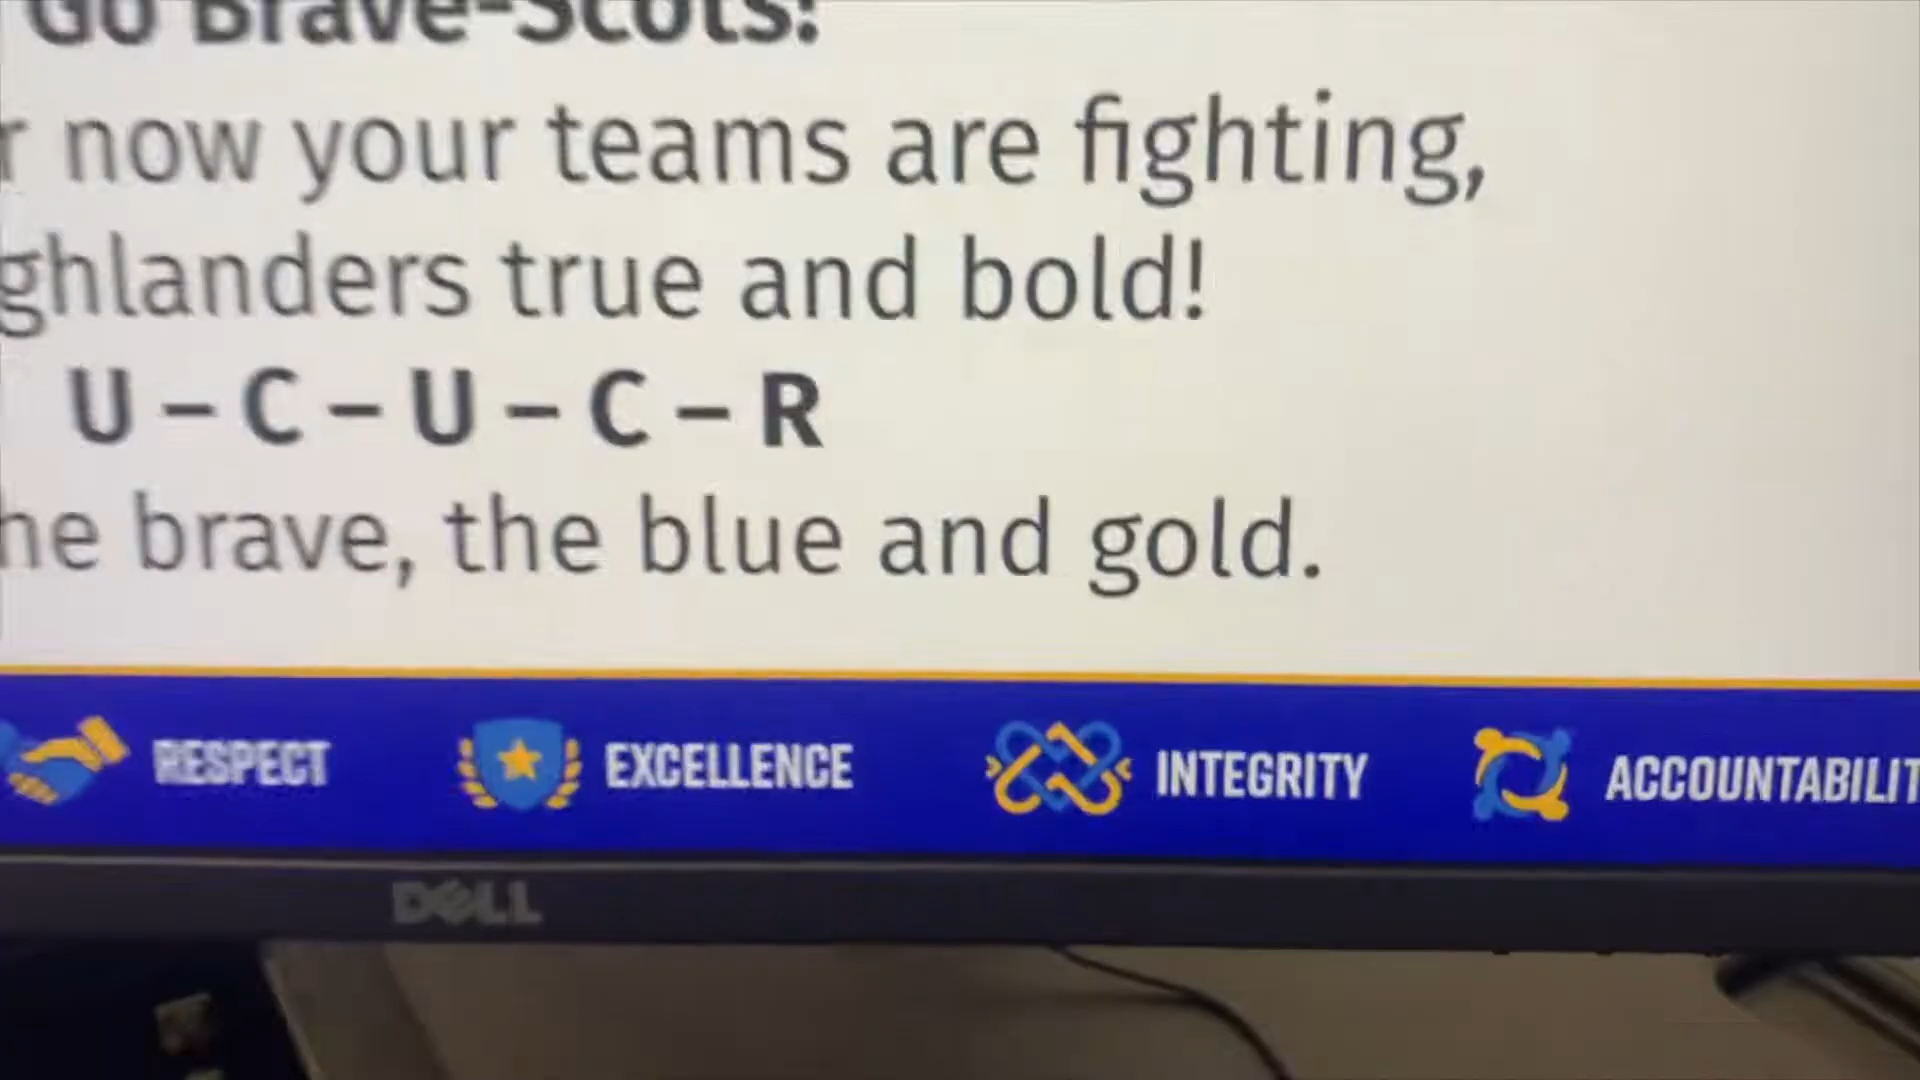 Go Brave-Scots!
r now your teams are fighting,
ghlanders true and bold!
U – C – U – C – R
he brave, the blue and gold.
RESPECT EXCELLENCE INTEGRITY ACCOUNTABILIT
DELL